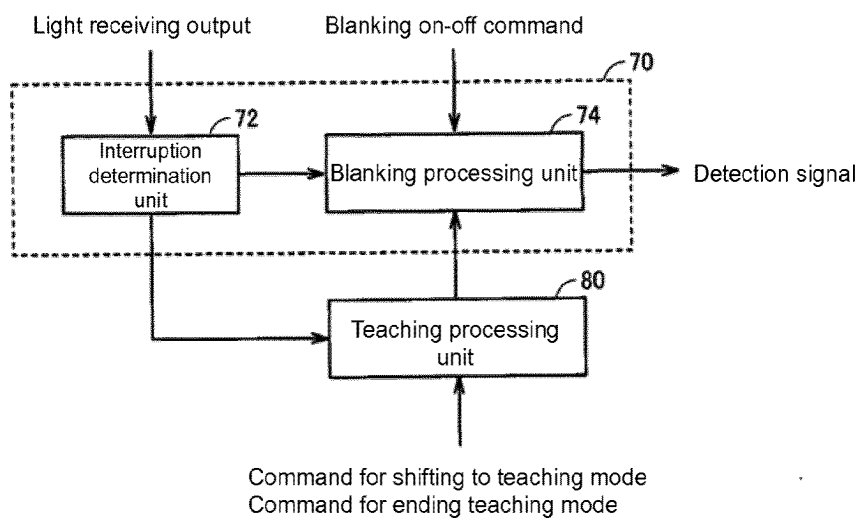 Light receiving output
Blanking on-off command
70
72
74
Interruption
determination
unit
Blanking processing unit
Detection signal
80
Teaching processing
unit
Command for shifting to teaching mode
Command for ending teaching mode